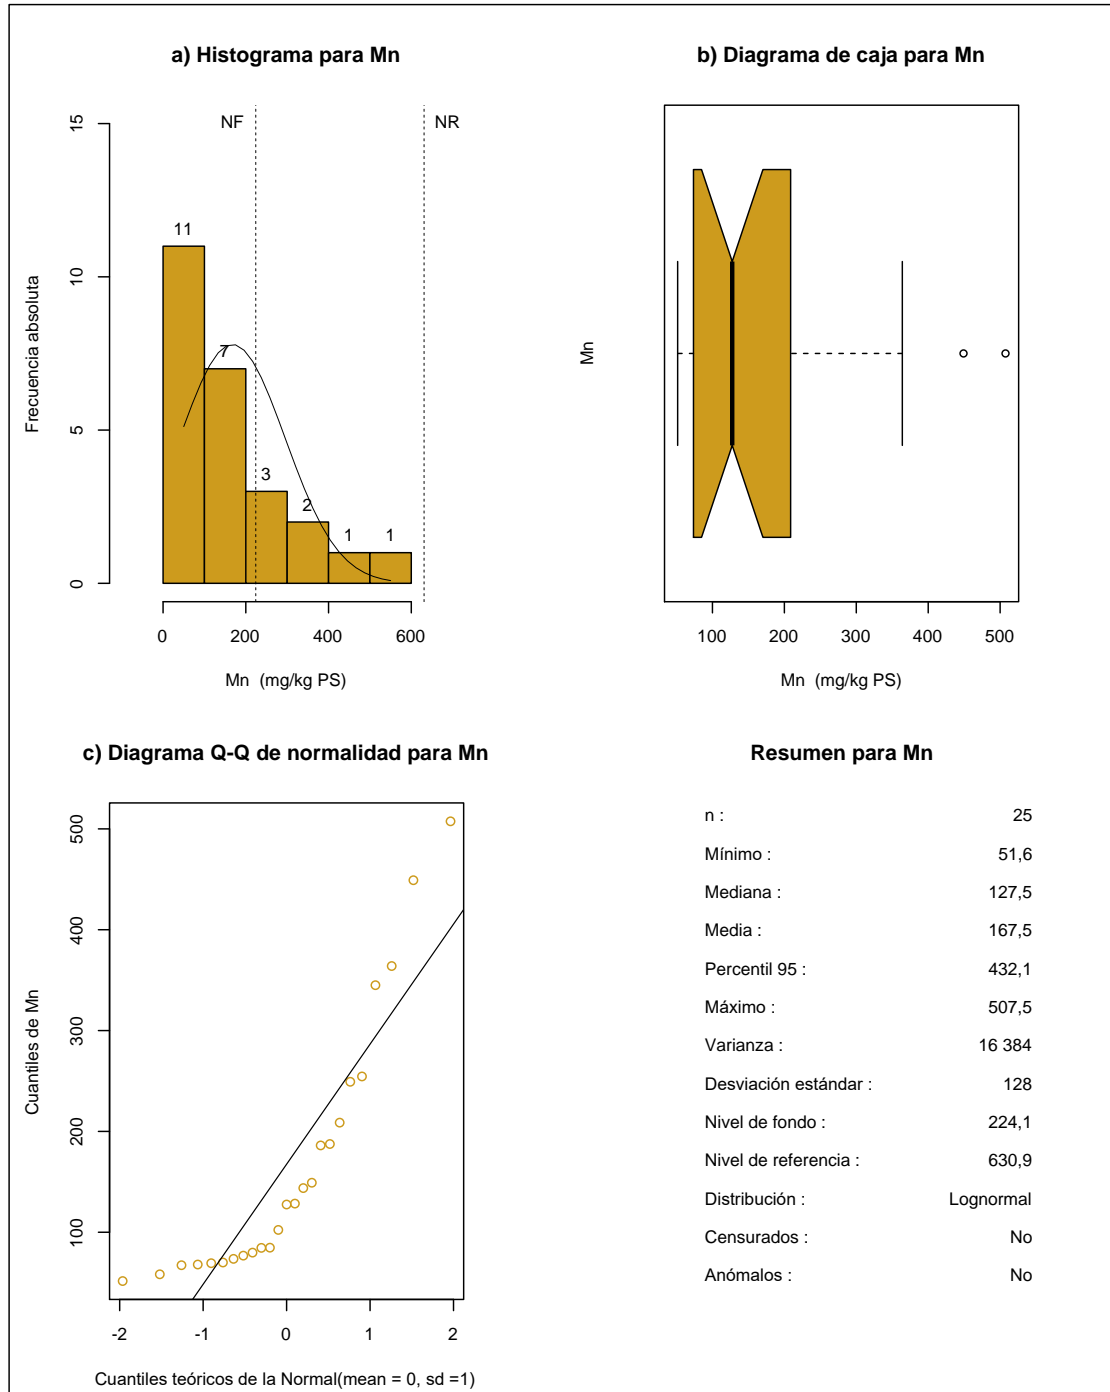 a) Histograma para Mn
NF
NR
15
10
5
0
Frecuencia absoluta
11
7
3
2
1
1
0 200 400 600
Mn (mg/kg PS)
b) Diagrama de caja para Mn
Mn
100 200 300 400 500
Mn (mg/kg PS)
c) Diagrama Q-Q de normalidad para Mn
500
400
300
200
100
Cuantiles de Mn
-2 -1 0 1 2
Cuantiles teóricos de la Normal(mean = 0, sd =1)
Resumen para Mn
n : 25
Mínimo : 51,6
Mediana : 127,5
Media : 167,5
Percentil 95 : 432,1
Máximo : 507,5
Varianza : 16 384
Desviación estándar : 128
Nivel de fondo : 224,1
Nivel de referencia : 630,9
Distribución : Lognormal
Censurados : No
Anómalos : No